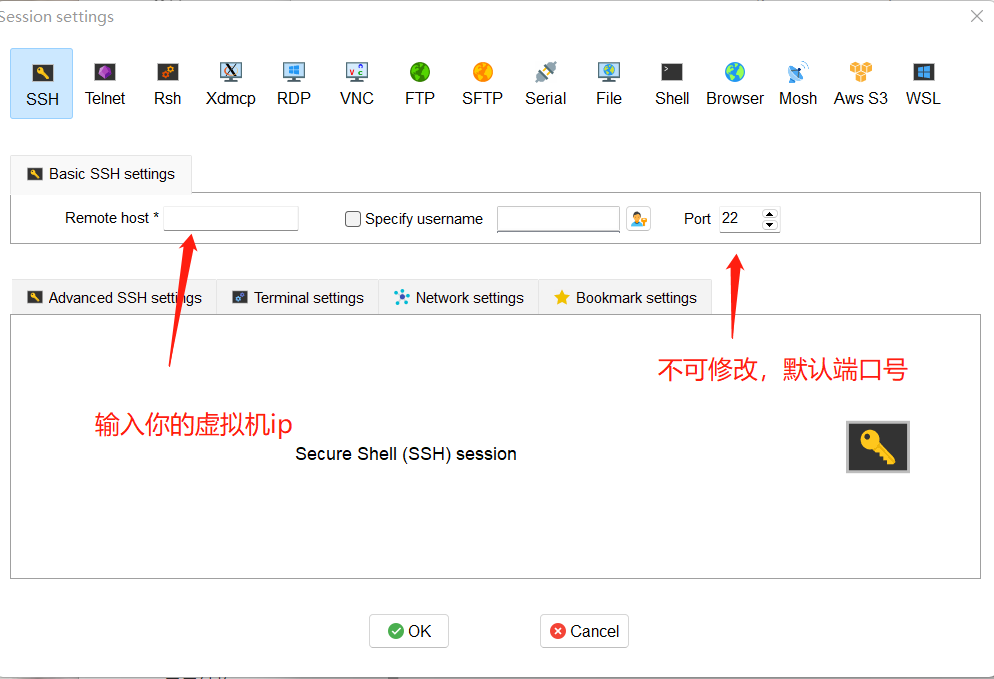 Session settings
SSH Telnet Rsh Xdmcp RDP VNC FTP SFTP Serial File Shell Browser Mosh Aws S3 WSL
Basic SSH settings
Remote host * Specify username Port 22
Advanced SSH settings Terminal settings Network settings Bookmark settings
不可修改，默认端口号
输入你的虚拟机ip
Secure Shell (SSH) session
OK Cancel